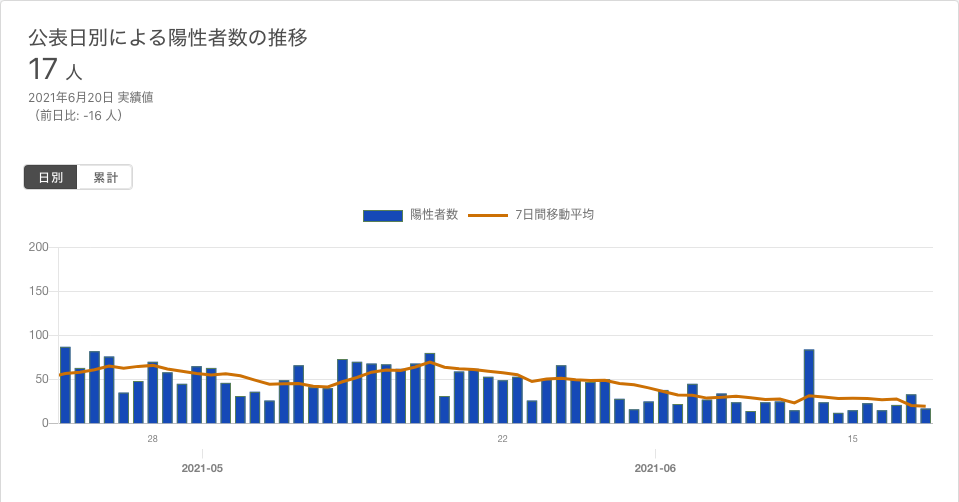 公表日別による陽性者数の推移
17 人
2021年6月20日 実績値
（前日比: -16 人）
日別 累計
陽性者数 7日間移動平均
200
150
100
50
0
28 22 15
2021-05 2021-06